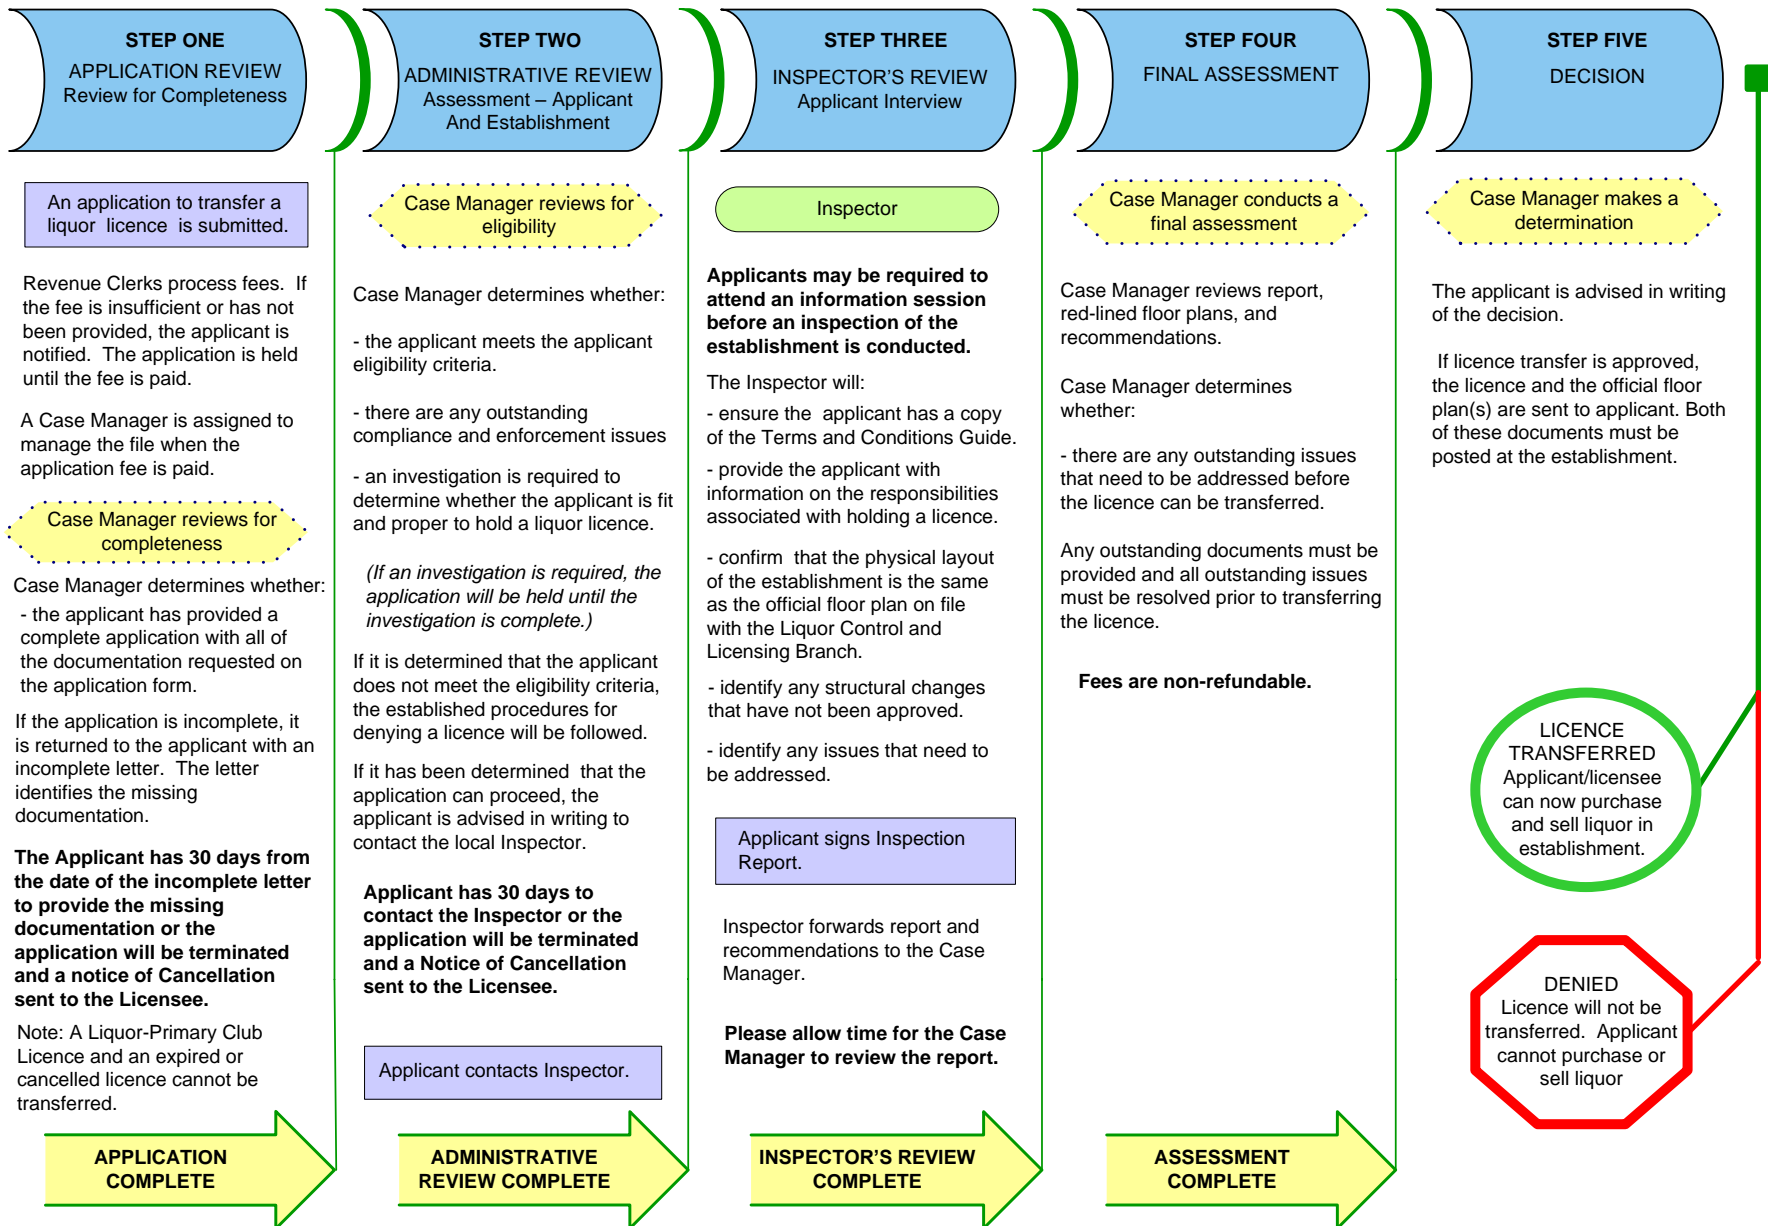 STEP ONE
APPLICATION REVIEW
Review for Completeness
An application to transfer a
liquor licence is submitted.
Revenue Clerks process fees. If
the fee is insufficient or has not
been provided, the applicant is
notified. The application is held
until the fee is paid.
A Case Manager is assigned to
manage the file when the
application fee is paid.
Case Manager reviews for
completeness
Case Manager determines whether:
- the applicant has provided a
complete application with all of
the documentation requested on
the application form.
If the application is incomplete, it
is returned to the applicant with an
incomplete letter. The letter
identifies the missing
documentation.
The Applicant has 30 days from
the date of the incomplete letter
to provide the missing
documentation or the
application will be terminated
and a notice of Cancellation
sent to the Licensee.
Note: A Liquor-Primary Club
Licence and an expired or
cancelled licence cannot be
transferred.
APPLICATION
COMPLETE
STEP TWO
ADMINISTRATIVE REVIEW
Assessment – Applicant
And Establishment
Case Manager reviews for
eligibility
Case Manager determines whether:
- the applicant meets the applicant
eligibility criteria.
- there are any outstanding
compliance and enforcement issues
- an investigation is required to
determine whether the applicant is fit
and proper to hold a liquor licence.
(If an investigation is required, the
application will be held until the
investigation is complete.)
If it is determined that the applicant
does not meet the eligibility criteria,
the established procedures for
denying a licence will be followed.
If it has been determined that the
application can proceed, the
applicant is advised in writing to
contact the local Inspector.
Applicant has 30 days to
contact the Inspector or the
application will be terminated
and a Notice of Cancellation
sent to the Licensee.
Applicant contacts Inspector.
ADMINISTRATIVE
REVIEW COMPLETE
STEP THREE
INSPECTOR'S REVIEW
Applicant Interview
Inspector
Applicants may be required to
attend an information session
before an inspection of the
establishment is conducted.
The Inspector will:
- ensure the applicant has a copy
of the Terms and Conditions Guide.
- provide the applicant with
information on the responsibilities
associated with holding a licence.
- confirm that the physical layout
of the establishment is the same
as the official floor plan on file
with the Liquor Control and
Licensing Branch.
- identify any structural changes
that have not been approved.
- identify any issues that need to
be addressed.
Applicant signs Inspection
Report.
Inspector forwards report and
recommendations to the Case
Manager.
Please allow time for the Case
Manager to review the report.
INSPECTOR'S REVIEW
COMPLETE
STEP FOUR
FINAL ASSESSMENT
Case Manager conducts a
final assessment
Case Manager reviews report,
red-lined floor plans, and
recommendations.
Case Manager determines
whether:
- there are any outstanding issues
that need to be addressed before
the licence can be transferred.
Any outstanding documents must be
provided and all outstanding issues
must be resolved prior to transferring
the licence.
Fees are non-refundable.
ASSESSMENT
COMPLETE
STEP FIVE
DECISION
Case Manager makes a
determination
The applicant is advised in writing
of the decision.
If licence transfer is approved,
the licence and the official floor
plan(s) are sent to applicant. Both
of these documents must be
posted at the establishment.
LICENCE
TRANSFERRED
Applicant/licensee
can now purchase
and sell liquor in
establishment.
DENIED
Licence will not be
transferred. Applicant
cannot purchase or
sell liquor